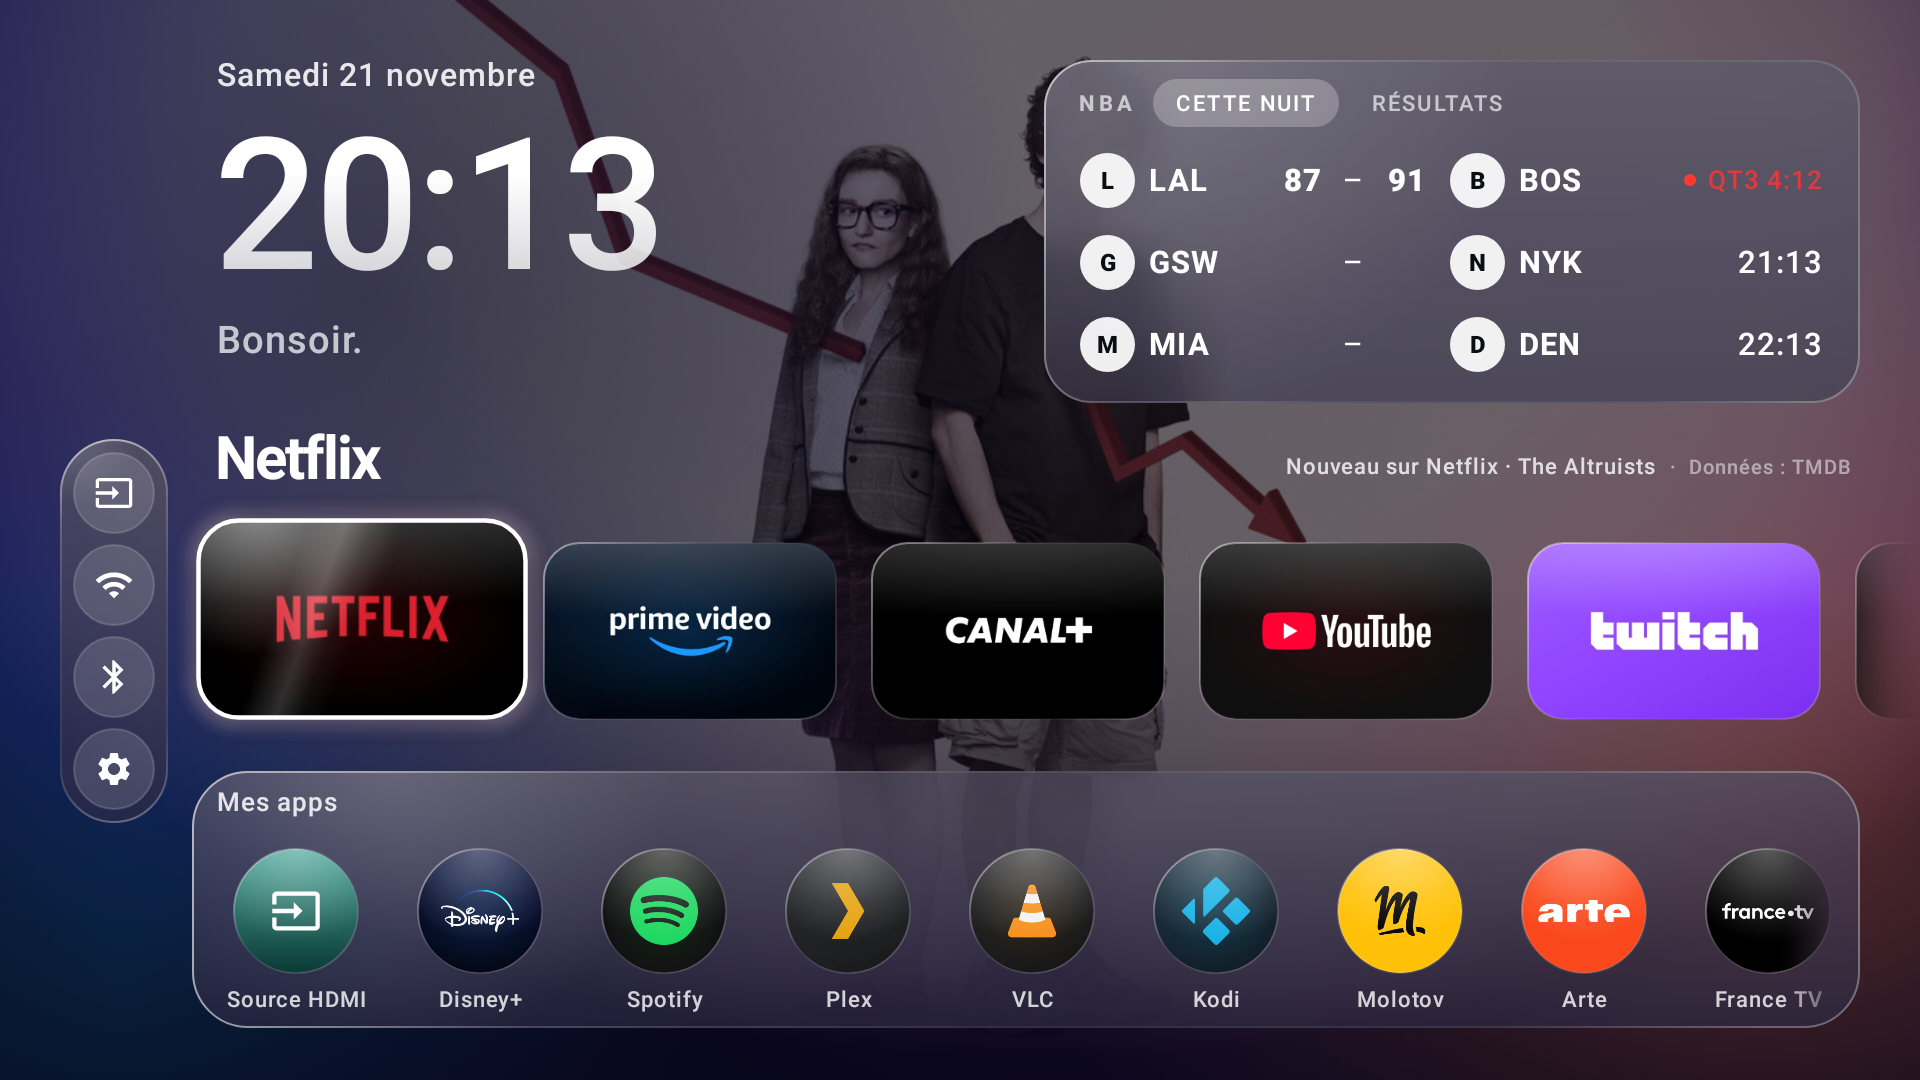 Samedi 21 novembre
20:13
Bonsoir.
NBA CETTE NUIT RÉSULTATS
L LAL 87 – 91 B BOS • QT3 4:12
G GSW – N NYK 21:13
M MIA – D DEN 22:13
Netflix
Nouveau sur Netflix · The Altruists · Données : TMDB
NETFLIX
prime video
CANAL+
YouTube
twitch
Mes apps
Disney+
m.
arte
france•tv
Source HDMI
Disney+
Spotify
Plex
VLC
Kodi
Molotov
Arte
France TV